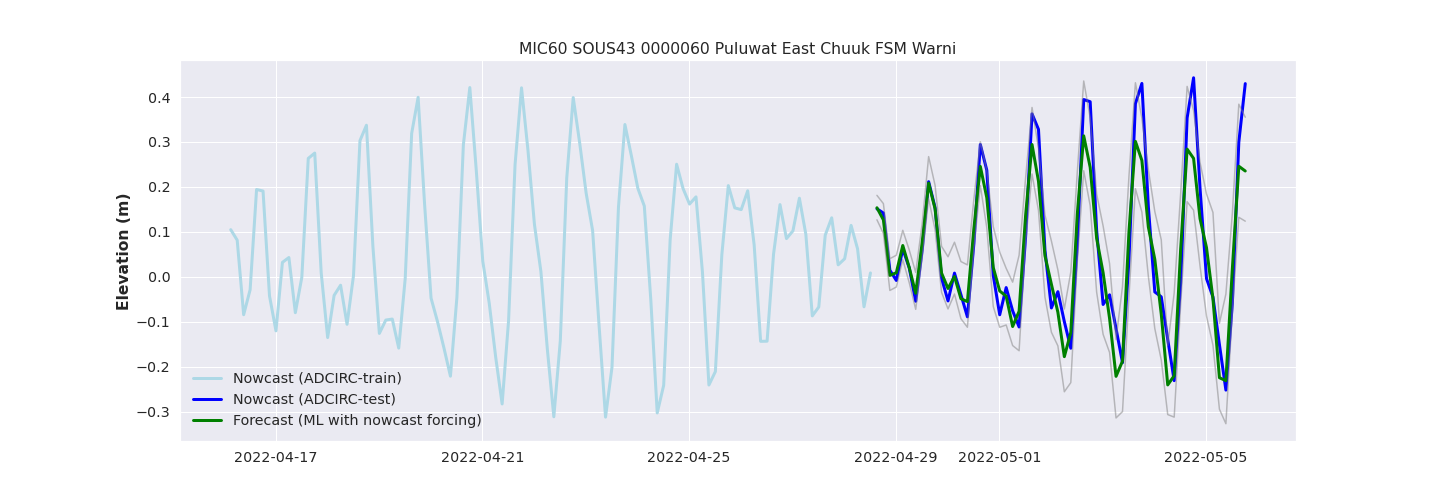 MIC60 SOUS43 0000060 Puluwat East Chuuk FSM Warni
Elevation (m)
0.4
0.3
0.2
0.1
0.0
−0.1
−0.2
−0.3
Nowcast (ADCIRC-train)
Nowcast (ADCIRC-test)
Forecast (ML with nowcast forcing)
2022-04-17 2022-04-21 2022-04-25 2022-04-29 2022-05-01 2022-05-05